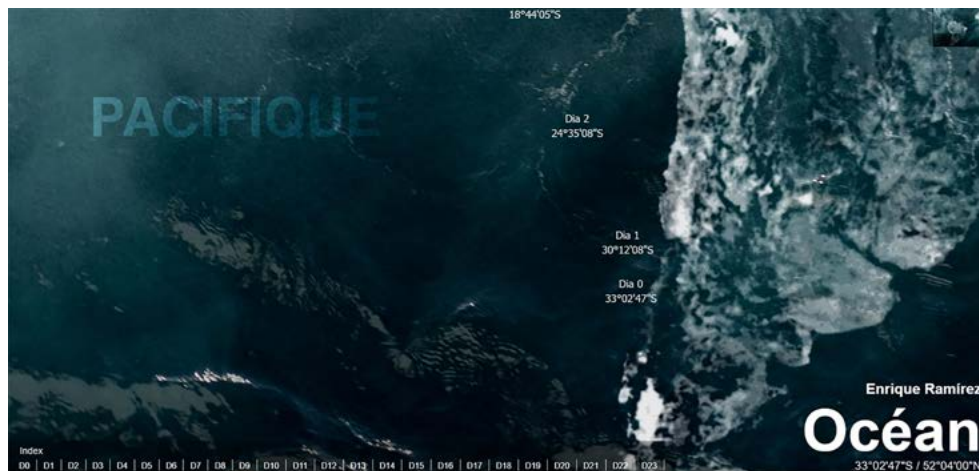 18°44'05"S
PACIFIQUE
Dia 2
24°35'08"S
Dia 1
30°12'08"S
Dia 0
33°02'47"S
Enrique Ramírez
Océan
33°02'47"S / 52°04'09"
Index
D0 | D1 | D2 | D3 | D4 | D5 | D6 | D7 | D8 | D9 | D10 | D11 | D12 | D13 | D14 | D15 | D16 | D17 | D18 | D19 | D20 | D21 | D22 | D23 |